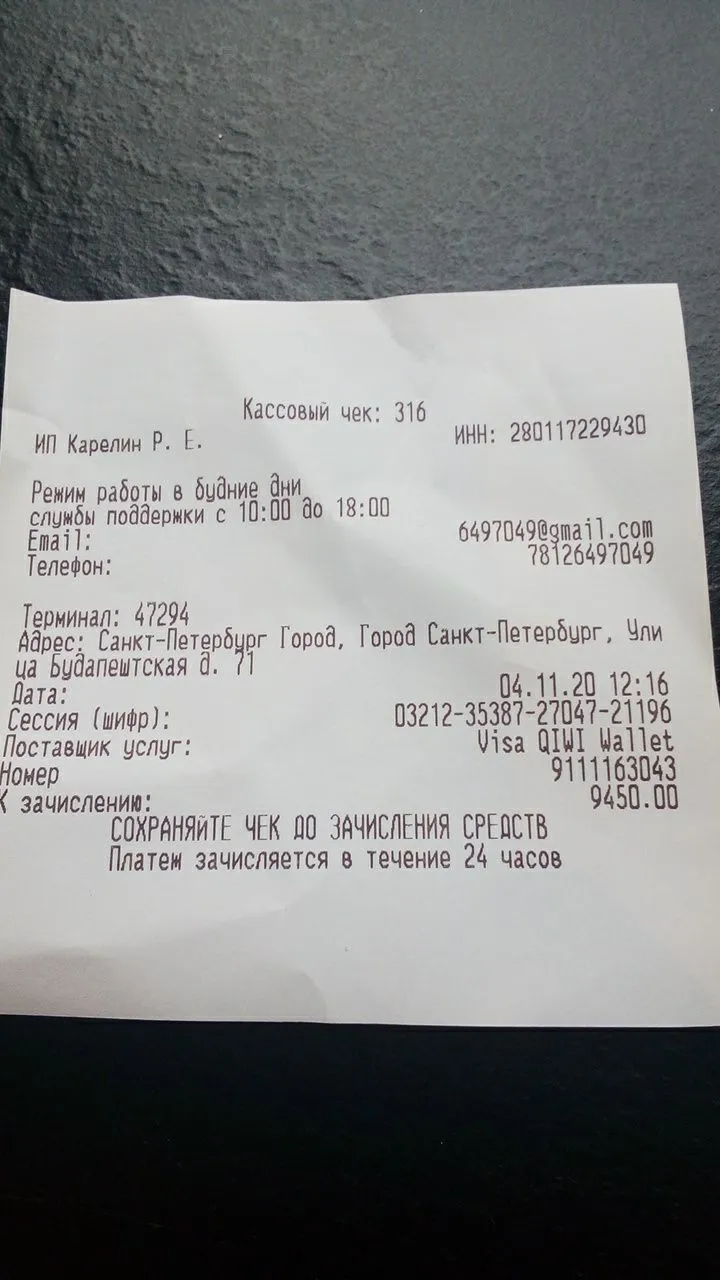 Кассовый чек: 316
ИП Карелин Р. Е. ИНН: 280117229430
Режим работы в будние дни
службы поддержки с 10:00 до 18:00
Email: 6497049@gmail.com
Телефон: 78126497049
Терминал: 47294
Адрес: Санкт-Петербург Город, Город Санкт-Петербург, Ули
ца Будапештская д. 71
Дата: 04.11.20 12:16
Сессия (шифр): 03212-35387-27047-21196
Поставщик услуг: Visa QIWI Wallet
Номер 9111163043
К зачислению: 9450.00
СОХРАНЯЙТЕ ЧЕК ДО ЗАЧИСЛЕНИЯ СРЕДСТВ
Платеж зачисляется в течение 24 часов